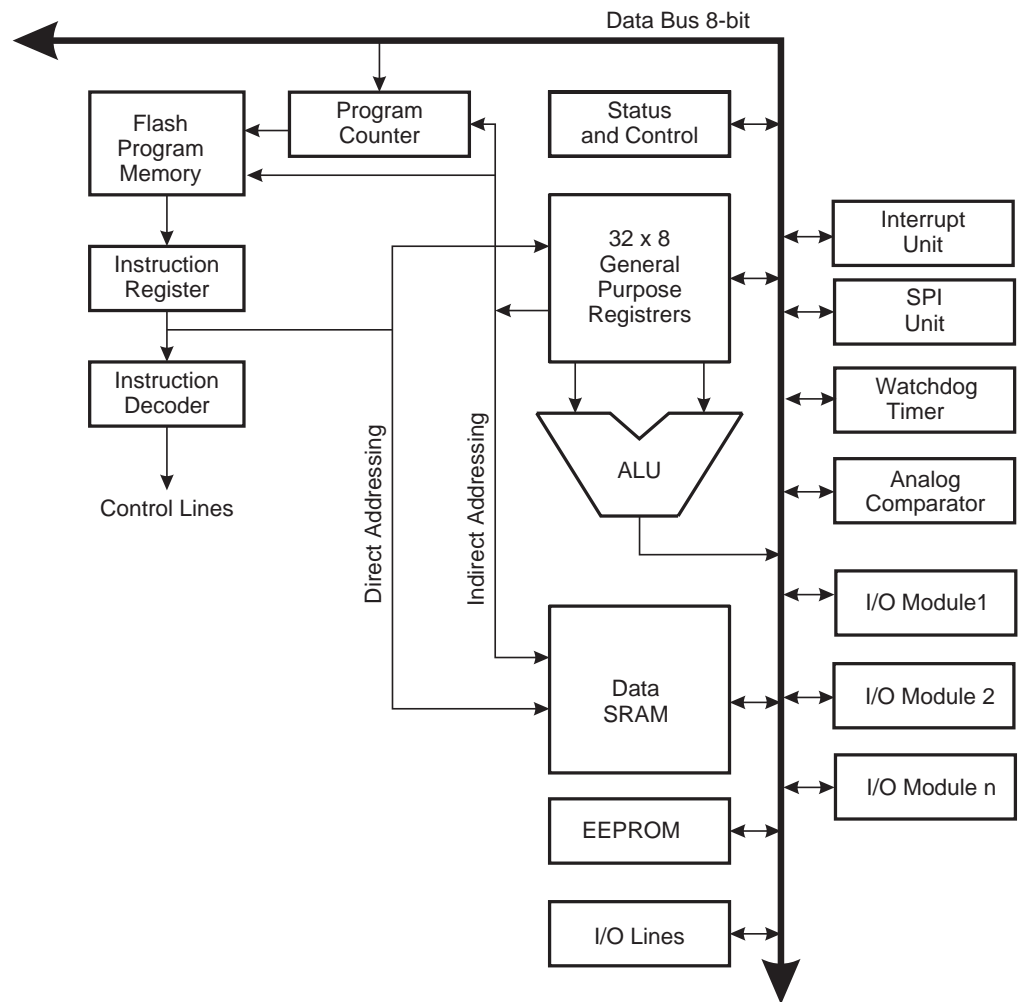 Data Bus 8-bit
Flash
Program
Memory
Program
Counter
Status
and Control
32 x 8
General
Purpose
Registrers
Interrupt
Unit
Instruction
Register
SPI
Unit
Instruction
Decoder
Watchdog
Timer
ALU
Analog
Comparator
Control Lines
Direct Addressing
Indirect Addressing
I/O Module1
Data
SRAM
I/O Module 2
I/O Module n
EEPROM
I/O Lines